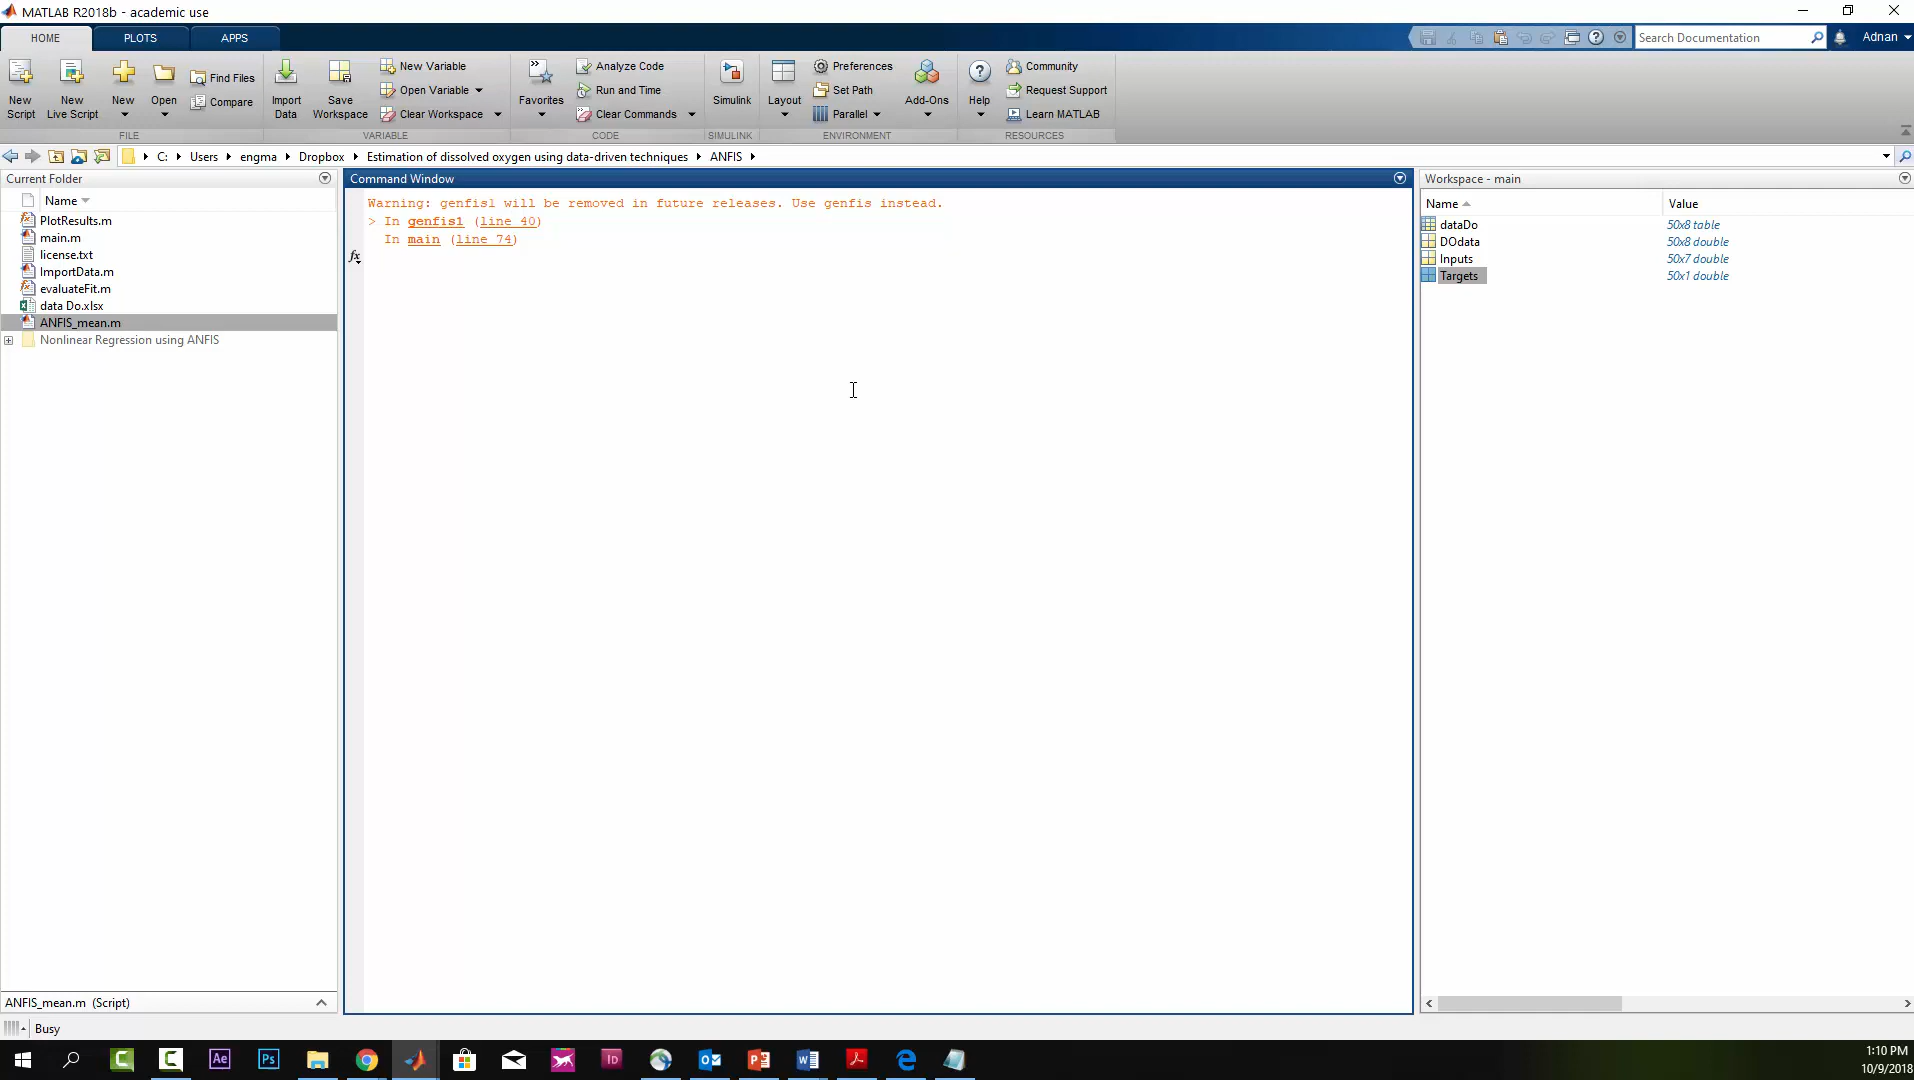 MATLAB R2018b - academic use
HOME PLOTS APPS
Search Documentation Adnan
New Script
New Live Script
New
Open
Find Files
Compare
Import Data
Save Workspace
New Variable
Open Variable
Clear Workspace
Favorites
Analyze Code
Run and Time
Clear Commands
Simulink
Layout
Preferences
Set Path
Parallel
Add-Ons
Help
Community
Request Support
Learn MATLAB
FILE VARIABLE CODE SIMULINK ENVIRONMENT RESOURCES
C: Users engma Dropbox Estimation of dissolved oxygen using data-driven techniques ANFIS
Current Folder
Name
PlotResults.m
main.m
license.txt
ImportData.m
evaluateFit.m
data Do.xlsx
ANFIS_mean.m
Nonlinear Regression using ANFIS
ANFIS_mean.m (Script)
Command Window
Warning: genfis1 will be removed in future releases. Use genfis instead.
> In genfis1 (line 40)
In main (line 74)
fx
Workspace - main
Name Value
dataDo 50x8 table
DOdata 50x8 double
Inputs 50x7 double
Targets 50x1 double
Busy
Ae
Ps
Id
1:10 PM
10/9/2018